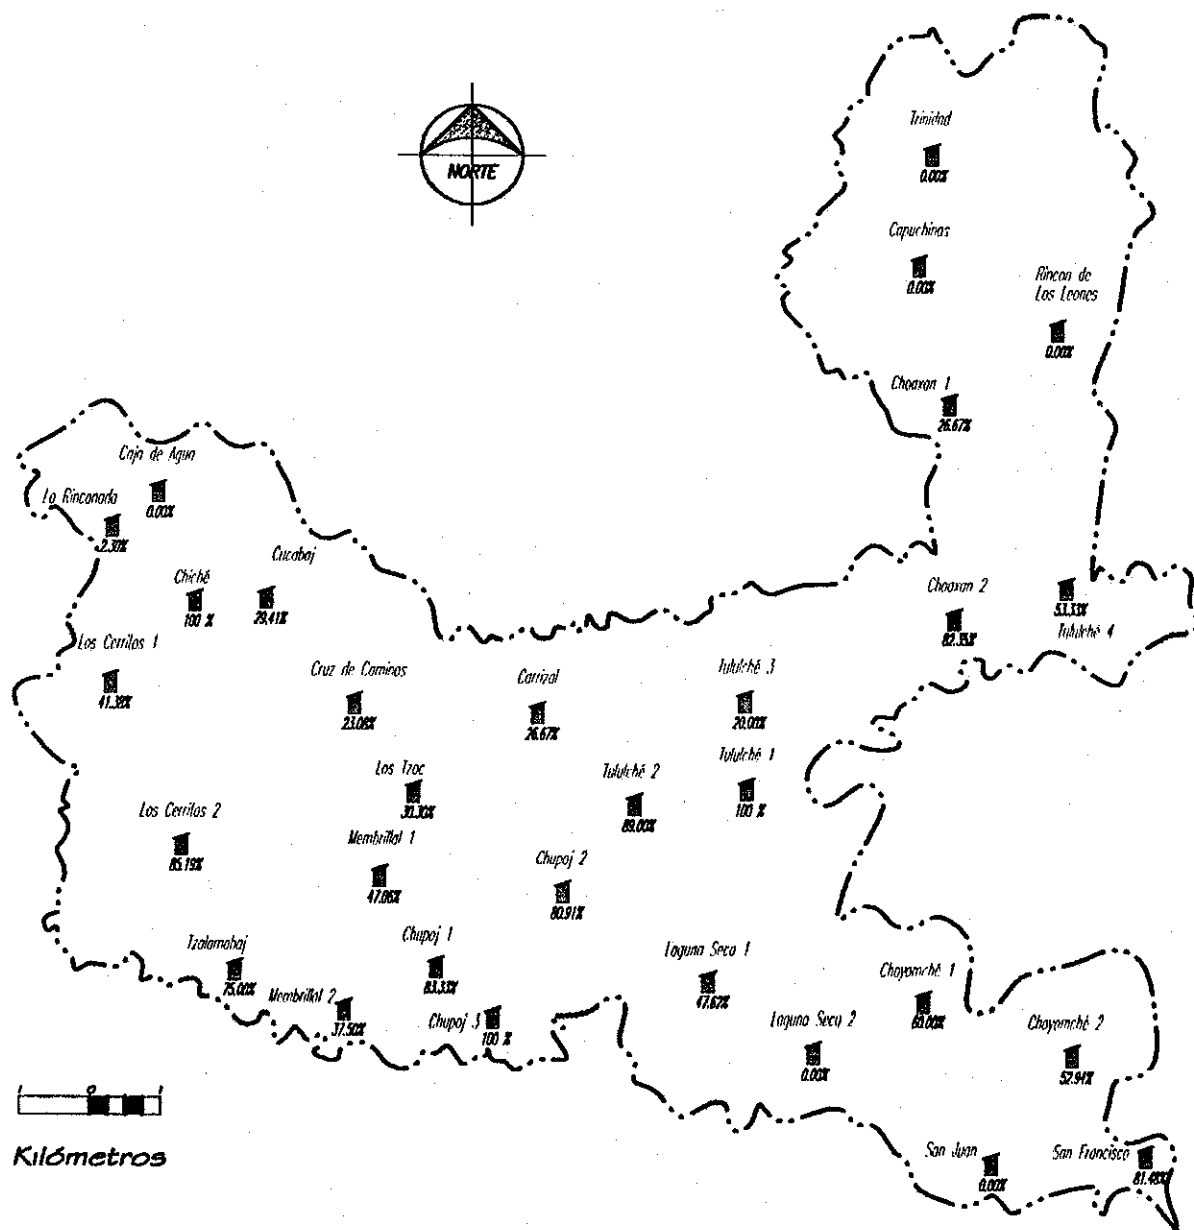 Trinidad
0.00%
NORTE
Capuchinas
0.00%
Rincon de
Los Leones
0.00%
Choaxan 1
26.67%
Caja de Agua
0.00%
La Rinconada
2.30%
Cucabaj
29.41%
Chiché
100 %
Choaxan 2
82.35%
53.33%
Tululché 4
Los Cerritos 1
41.38%
Cruz de Caminos
23.08%
Carrizal
26.67%
Tululché 3
20.00%
Los Tzoc
30.30%
Tululché 2
89.00%
Tululché 1
100 %
Los Cerritos 2
85.19%
Membrillal 1
47.06%
Chupoj 2
80.91%
Tzalamabaj
75.00%
Chupoj 1
83.33%
Laguna Seca 1
47.62%
Choyomché 1
60.00%
Membrillal 2
37.50%
Chupoj 3
100 %
Laguna Seca 2
0.00%
Choyomché 2
52.94%
1 0 1
Kilómetros
San Juan
0.00%
San Francisco
81.48%